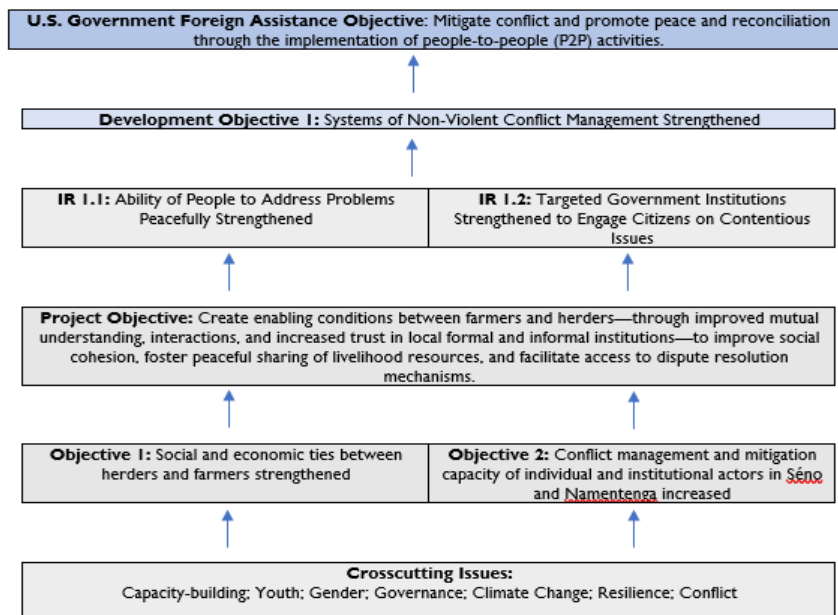 U.S. Government Foreign Assistance Objective: Mitigate conflict and promote peace and reconciliation
through the implementation of people-to-people (P2P) activities.
Development Objective 1: Systems of Non-Violent Conflict Management Strengthened
IR 1.1: Ability of People to Address Problems
Peacefully Strengthened
IR 1.2: Targeted Government Institutions
Strengthened to Engage Citizens on Contentious
Issues
Project Objective: Create enabling conditions between farmers and herders—through improved mutual
understanding, interactions, and increased trust in local formal and informal institutions—to improve social
cohesion, foster peaceful sharing of livelihood resources, and facilitate access to dispute resolution
mechanisms.
Objective 1: Social and economic ties between
herders and farmers strengthened
Objective 2: Conflict management and mitigation
capacity of individual and institutional actors in Séno
and Namentenga increased
Crosscutting Issues:
Capacity-building; Youth; Gender; Governance; Climate Change; Resilience; Conflict